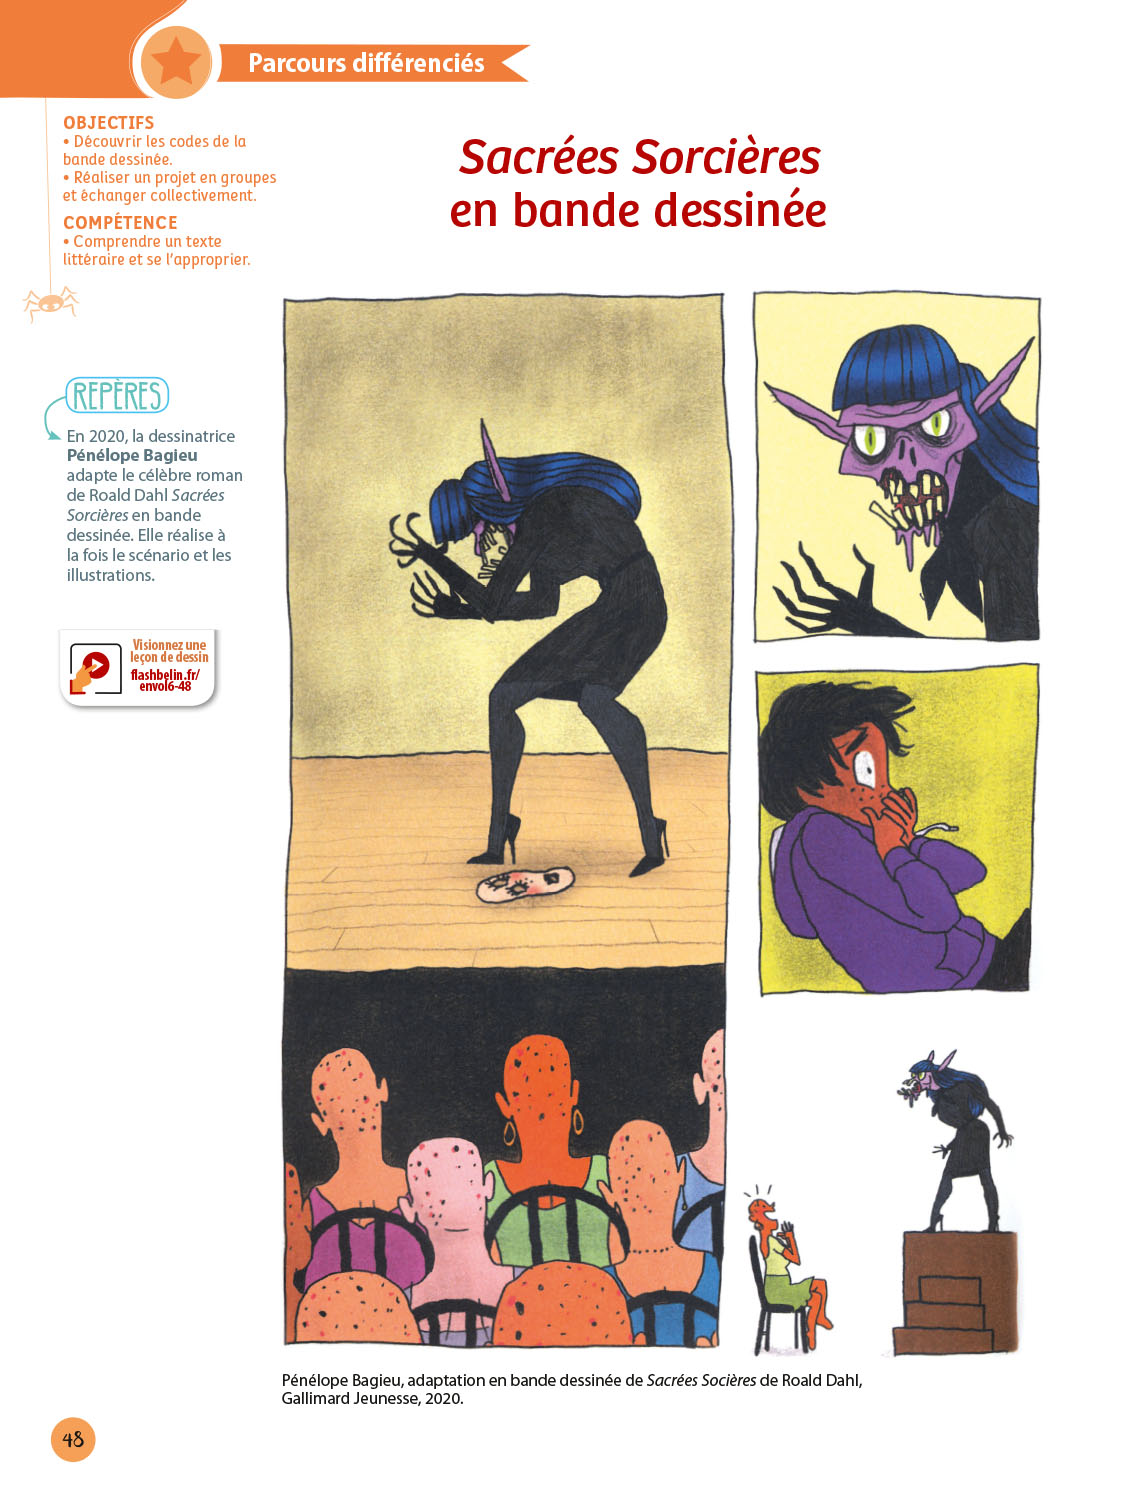 Parcours différenciés
OBJECTIFS
• Découvrir les codes de la
bande dessinée.
• Réaliser un projet en groupes
et échanger collectivement.
COMPÉTENCE
• Comprendre un texte
littéraire et se l'approprier.
Sacrées Sorcières
en bande dessinée
REPÈRES
En 2020, la dessinatrice
Pénélope Bagieu
adapte le célèbre roman
de Roald Dahl Sacrées
Sorcières en bande
dessinée. Elle réalise à
la fois le scénario et les
illustrations.
Visionnez une
leçon de dessin
flashbelin.fr/
envol6-48
Pénélope Bagieu, adaptation en bande dessinée de Sacrées Socières de Roald Dahl,
Gallimard Jeunesse, 2020.
48